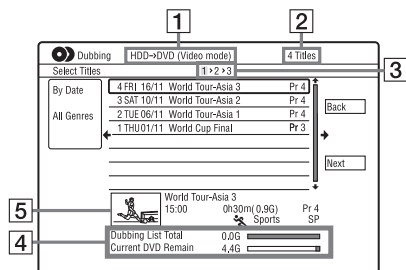 1 2
Dubbing HDD→DVD (Video mode) 4 Titles
Select Titles 1 › 2 › 3 3
By Date
All Genres
4 FRI 16/11 World Tour-Asia 3 Pr 4
3 SAT 10/11 World Tour-Asia 2 Pr 4
2 TUE 06/11 World Tour-Asia 1 Pr 4
1 THU 01/11 World Cup Final Pr 3
Back
Next
5
World Tour-Asia 3
15:00 0h30m( 0,9G) Pr 4
Sports SP
4
Dubbing List Total 0.0G
Current DVD Remain 4,4G